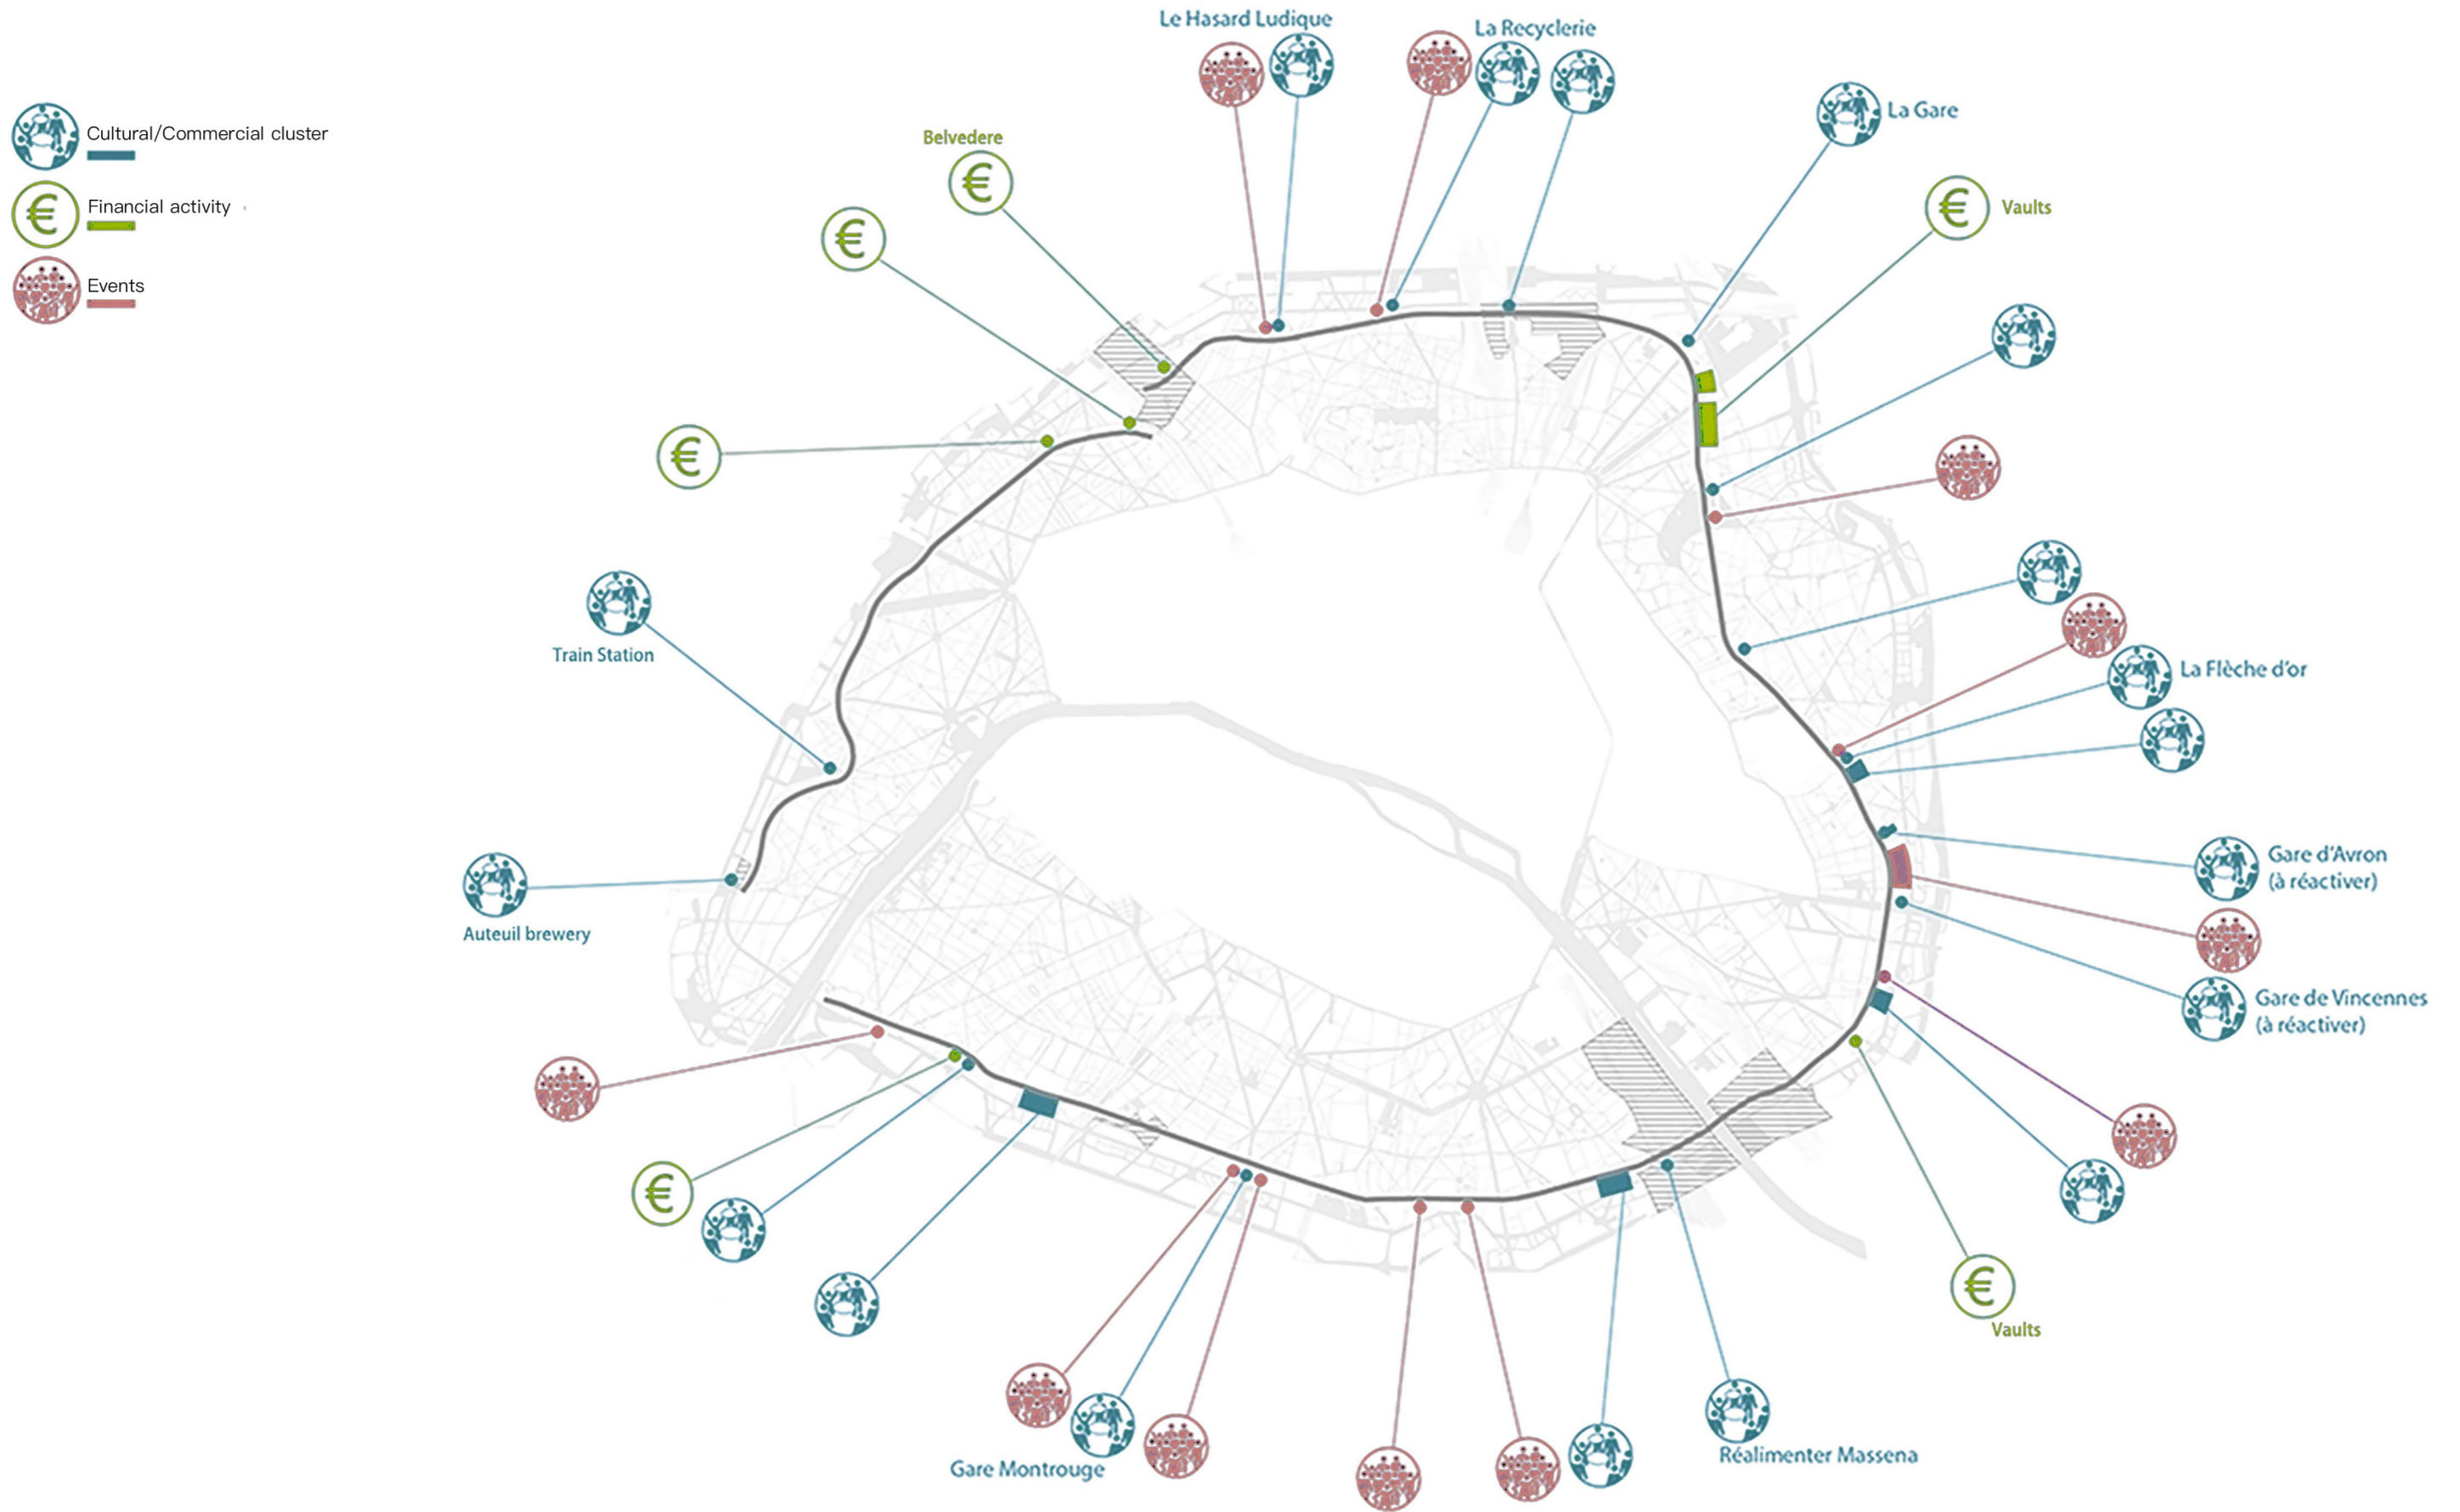 Le Hasard Ludique
La Recyclerie
La Gare
Cultural/Commercial cluster
Belvedere
€
Financial activity
€
€
€
Vaults
Events
€
Train Station
La Flèche d'or
Gare d'Avron
(à réactiver)
Auteuil brewery
Gare de Vincennes
(à réactiver)
€
€
Vaults
Gare Montrouge
Réalimenter Massena